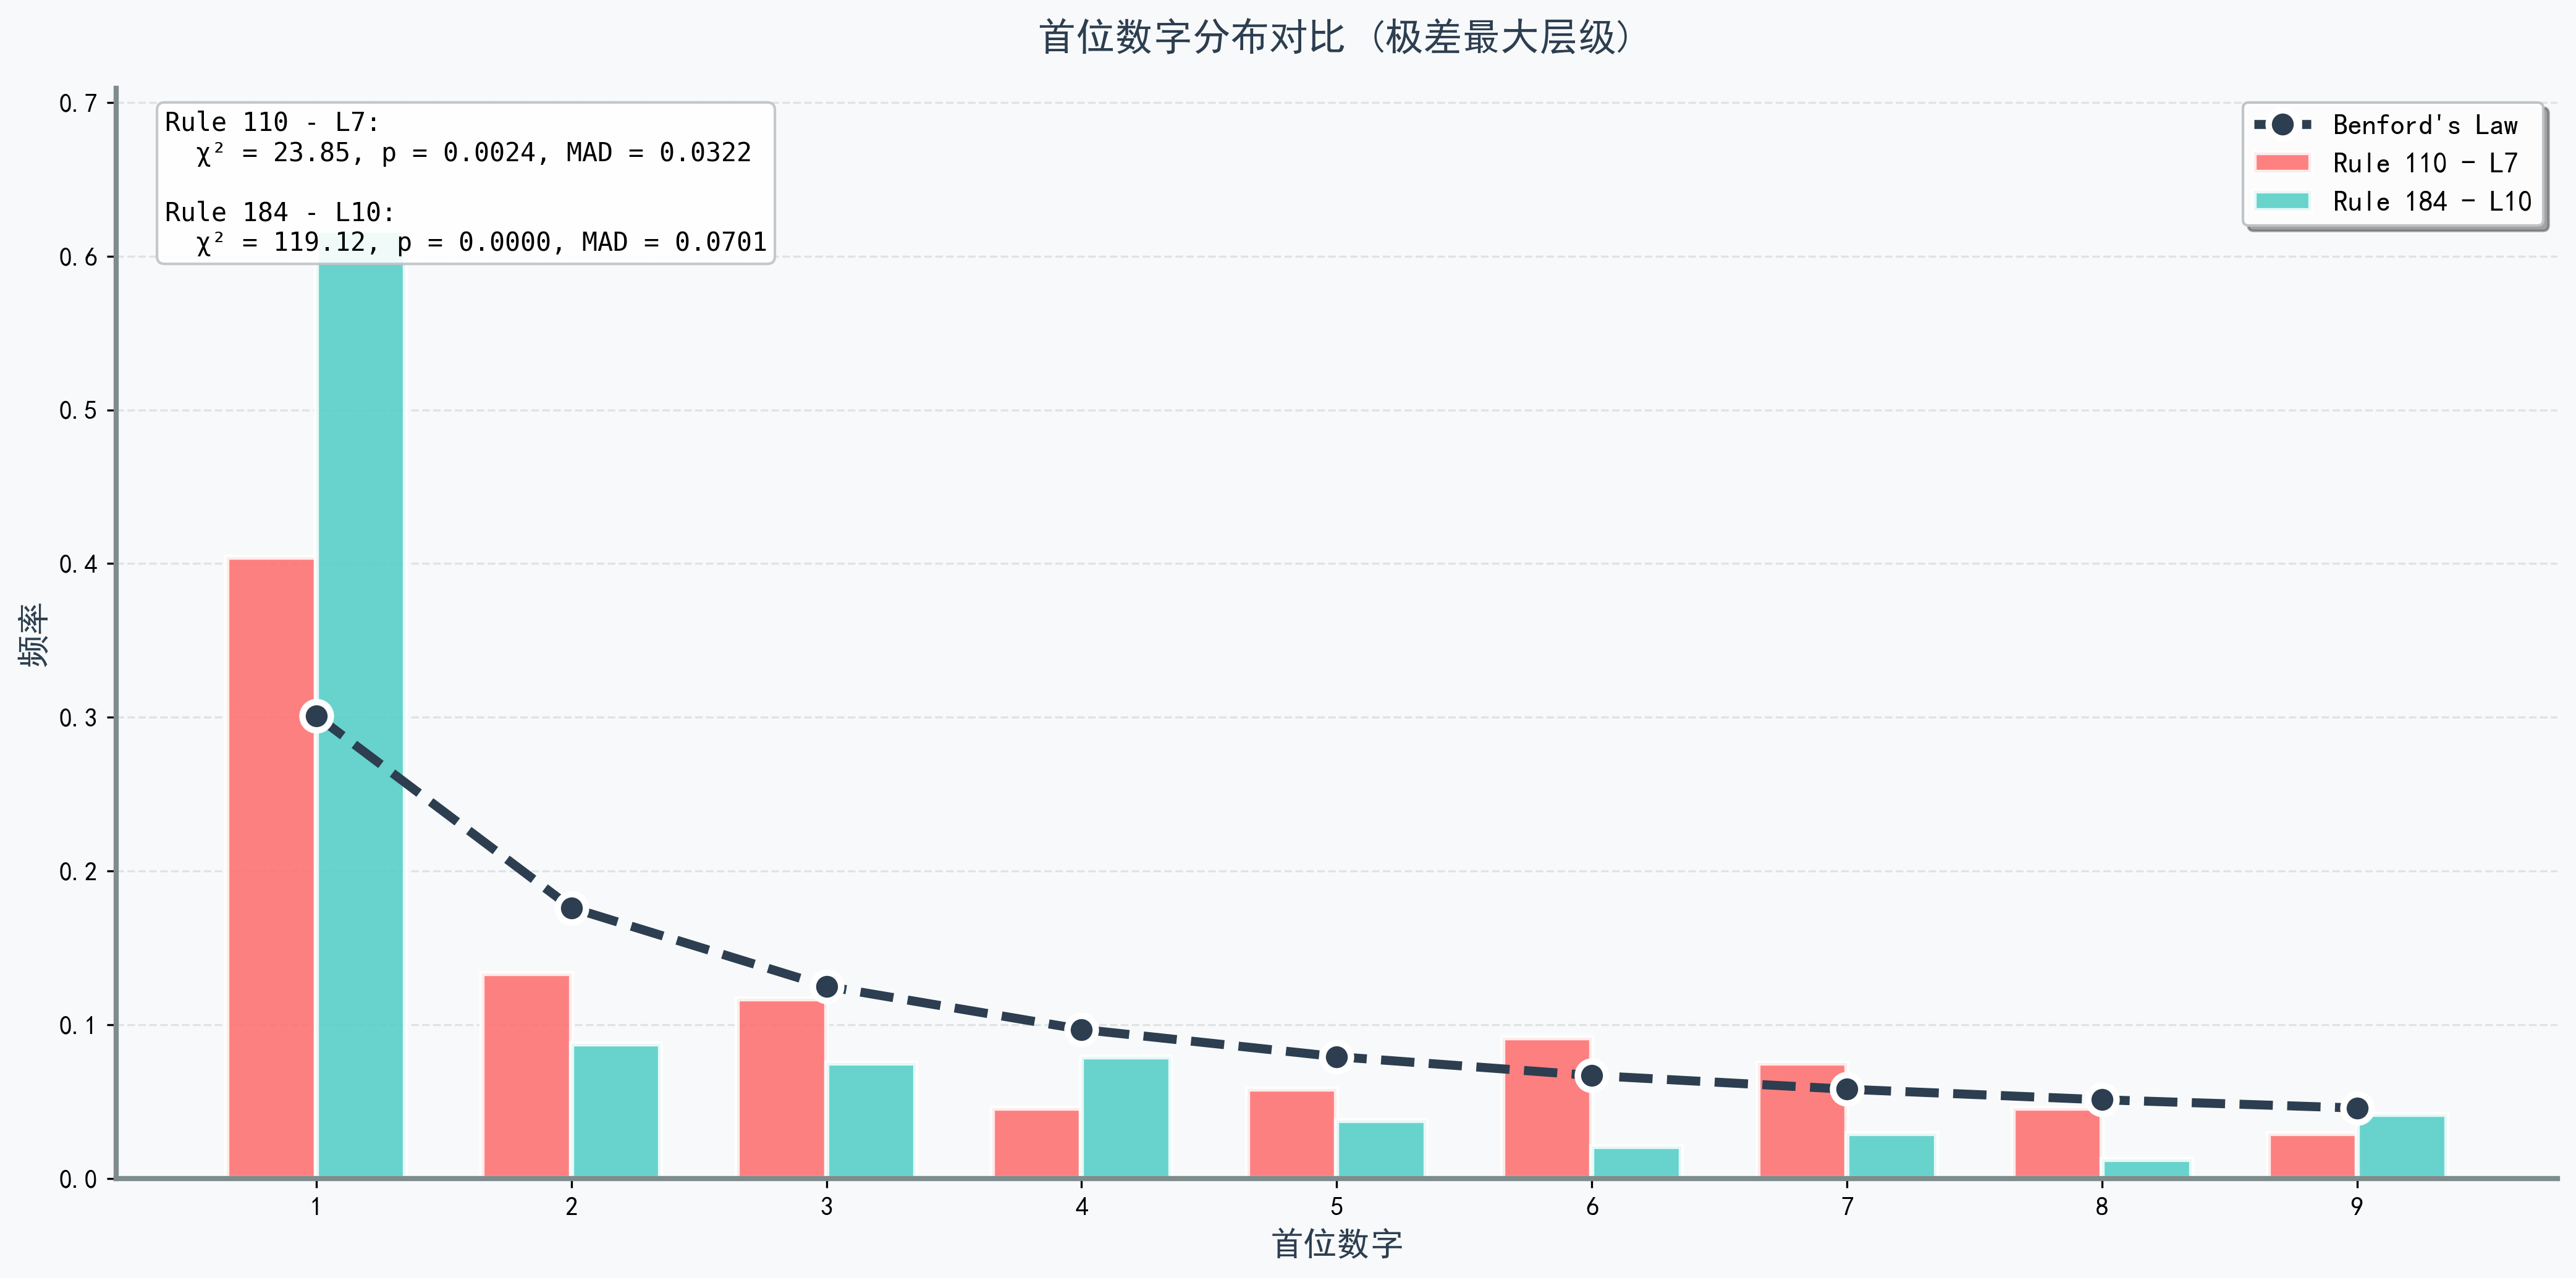 首位数字分布对比 (极差最大层级)
Rule 110 - L7:
χ² = 23.85, p = 0.0024, MAD = 0.0322
Rule 184 - L10:
χ² = 119.12, p = 0.0000, MAD = 0.0701
Benford's Law
Rule 110 - L7
Rule 184 - L10
频率
0.7
0.6
0.5
0.4
0.3
0.2
0.1
0.0
1 2 3 4 5 6 7 8 9
首位数字